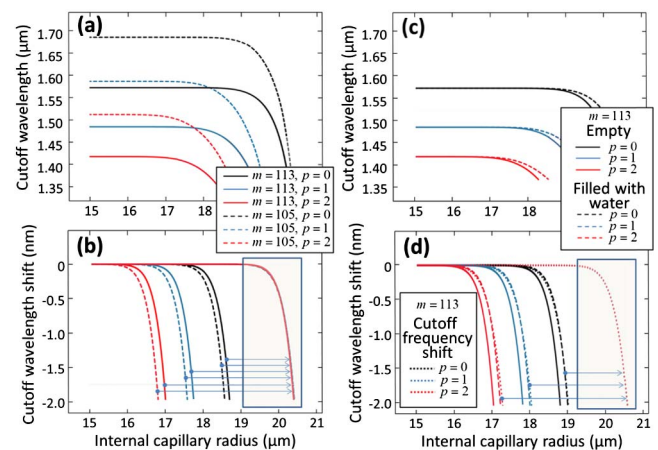 (a)
Cutoff wavelength (μm)
1.70
1.65
1.60
1.55
1.50
1.45
1.40
1.35
15 16 17 18
m = 113, p = 0
m = 113, p = 1
m = 113, p = 2
m = 105, p = 0
m = 105, p = 1
m = 105, p = 2
(c)
Cutoff wavelength (μm)
1.70
1.65
1.60
1.55
1.50
1.45
1.40
1.35
15 16 17 18
m = 113
Empty
p = 0
p = 1
p = 2
Filled with
water
p = 0
p = 1
p = 2
(b)
Cutoff wavelength shift (nm)
0
-0.5
-1.0
-1.5
-2.0
15 16 17 18 19 20 21
Internal capillary radius (μm)
(d)
Cutoff wavelength shift (nm)
0
-0.5
-1.0
-1.5
-2.0
m = 113
Cutoff
frequency
shift
p = 0
p = 1
p = 2
15 16 17 18 19 20 21
Internal capillary radius (μm)